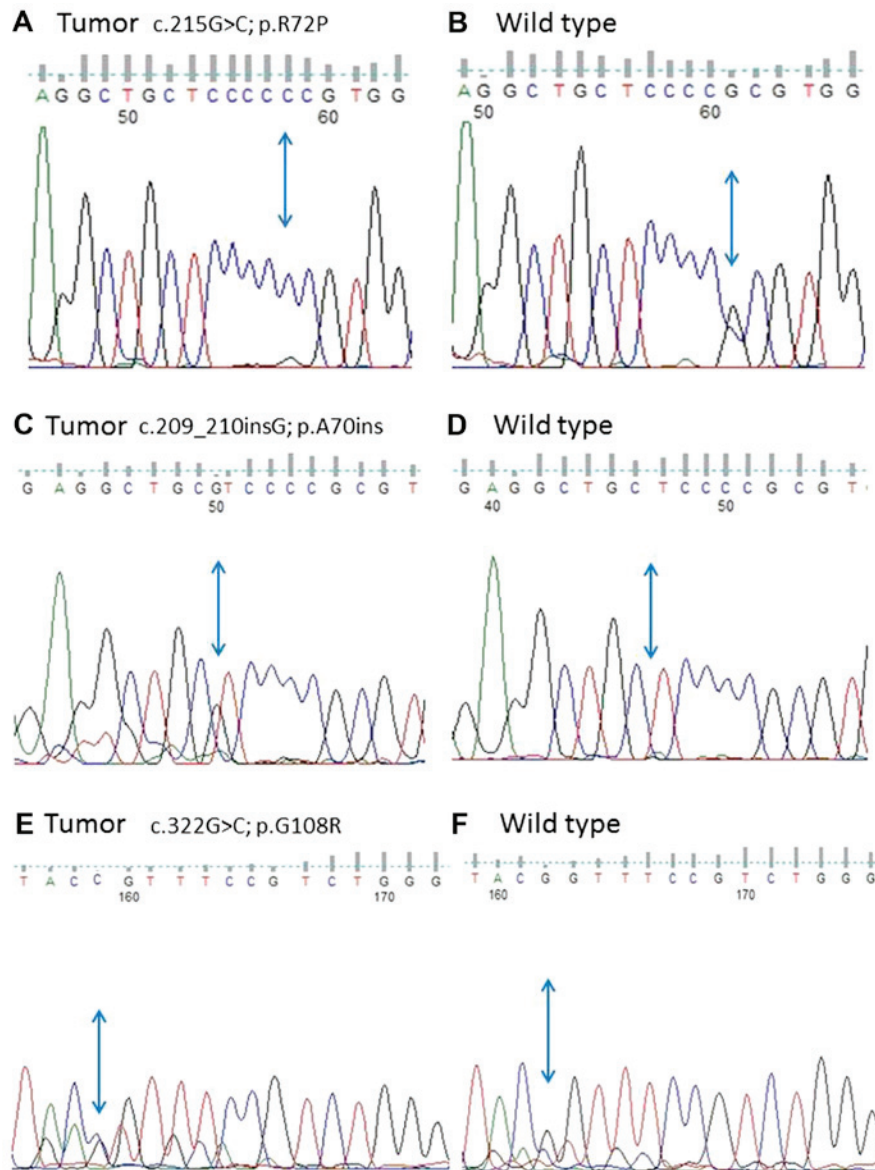 A Tumor c.215G>C; p.R72P
A G G C T G C T C C C C C C G T G G
50 60
B Wild type
A G G C T G C T C C C C G C G T G G
50 60
C Tumor c.209_210insG; p.A70ins
G A G G C T G C G T C C C C G C G T
50
D Wild type
G A G G C T G C T C C C C G C G T
40 50
E Tumor c.322G>C; p.G108R
T A C C G T T T C C G T C T G G G
160 170
F Wild type
T A C G G T T T C C G T C T G G G
160 170